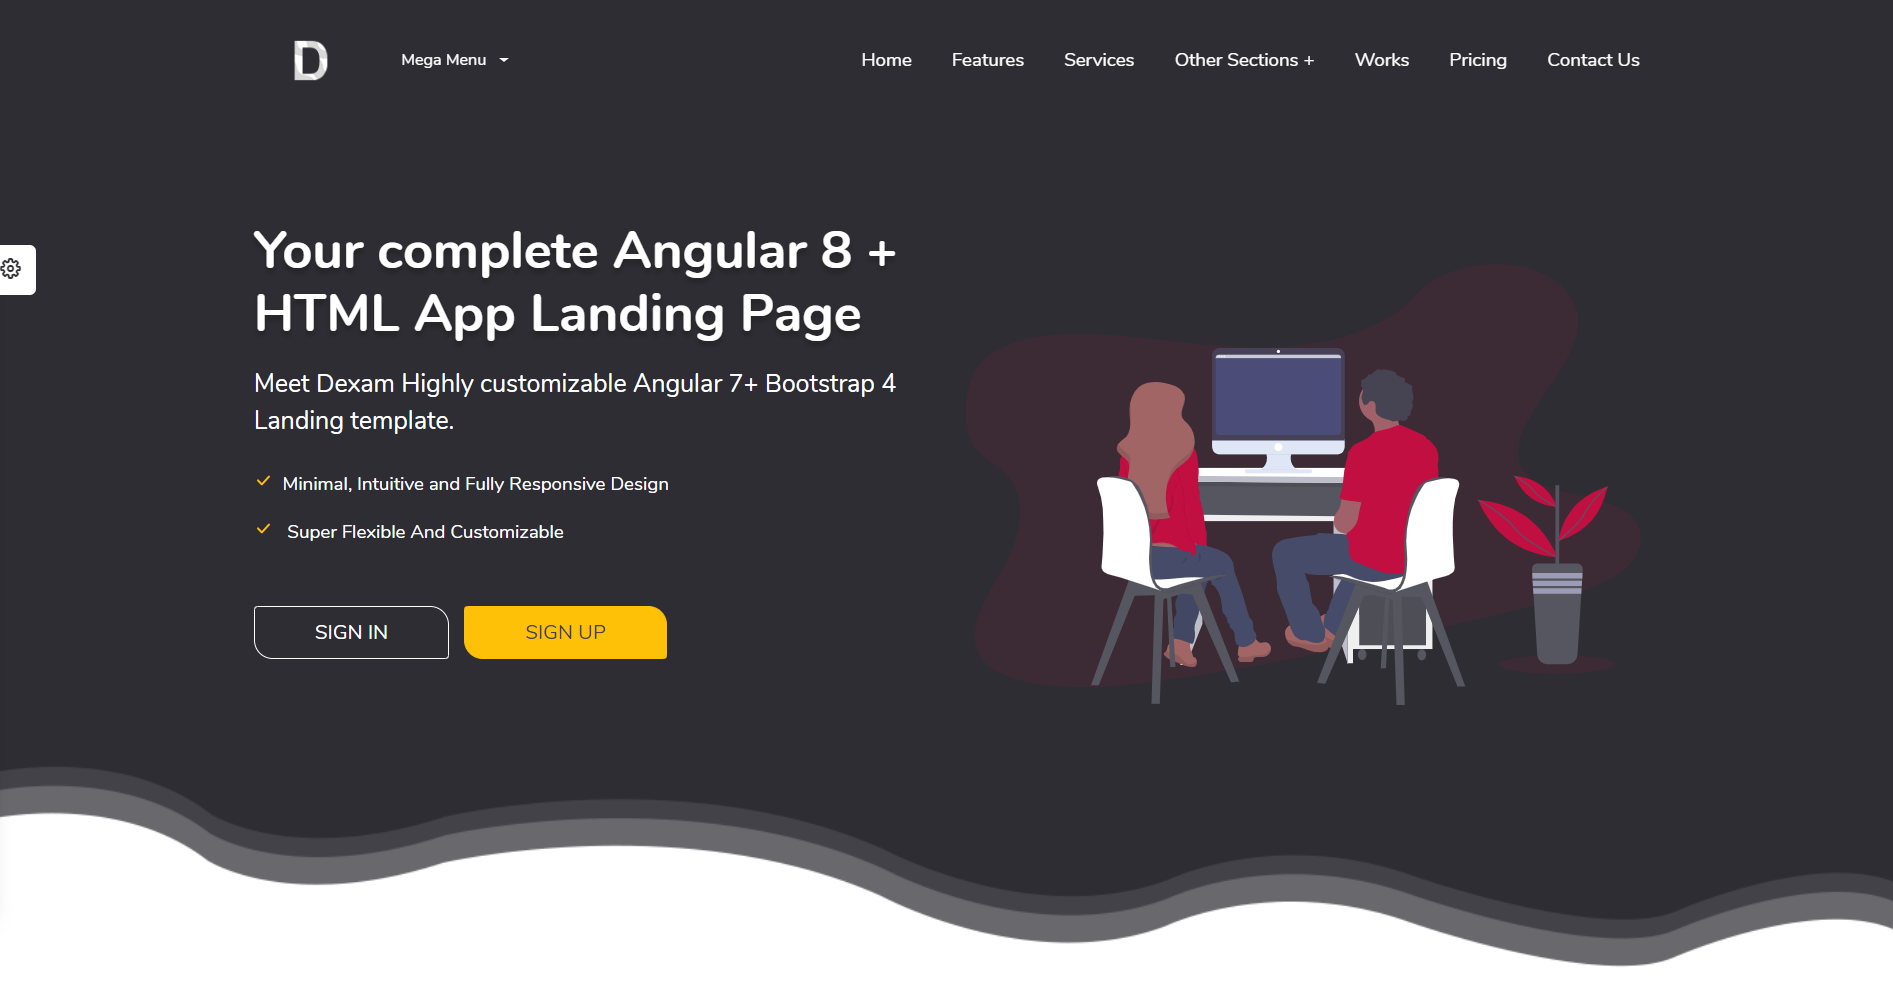 D
Mega Menu
Home Features Services Other Sections + Works Pricing Contact Us
Your complete Angular 8 +
HTML App Landing Page
Meet Dexam Highly customizable Angular 7+ Bootstrap 4
Landing template.
Minimal, Intuitive and Fully Responsive Design
Super Flexible And Customizable
SIGN IN SIGN UP